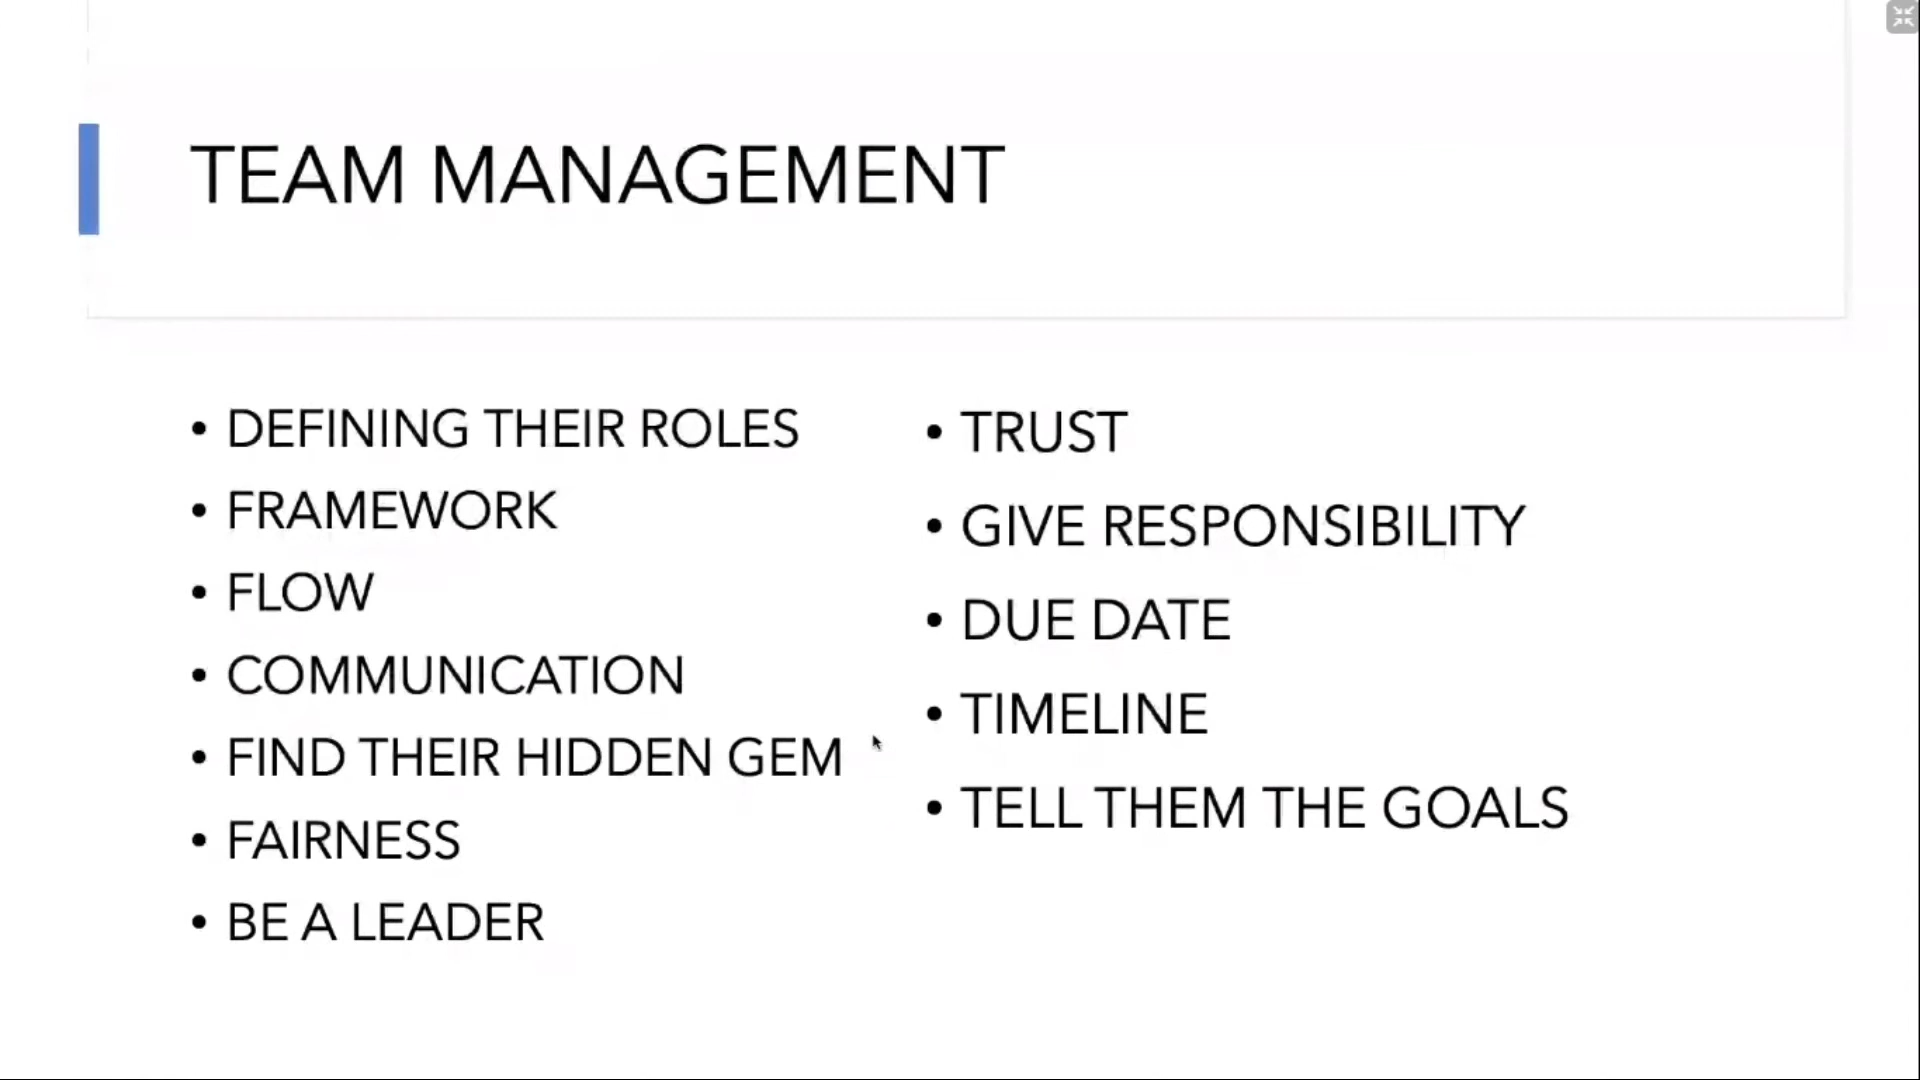 TEAM MANAGEMENT
• DEFINING THEIR ROLES
• FRAMEWORK
• FLOW
• COMMUNICATION
• FIND THEIR HIDDEN GEM
• FAIRNESS
• BE A LEADER
• TRUST
• GIVE RESPONSIBILITY
• DUE DATE
• TIMELINE
• TELL THEM THE GOALS